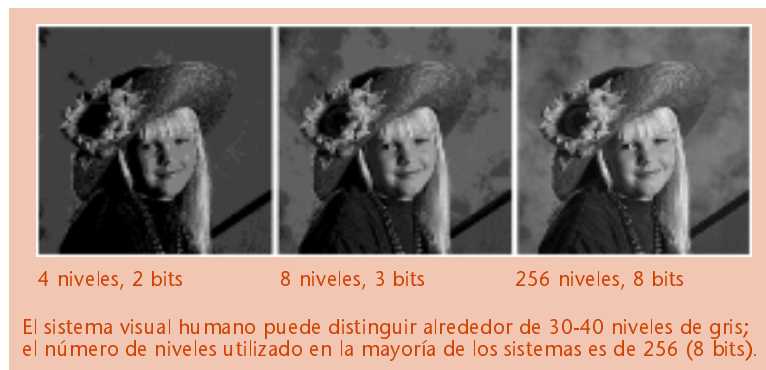 4 niveles, 2 bits
8 niveles, 3 bits
256 niveles, 8 bits
El sistema visual humano puede distinguir alrededor de 30-40 niveles de gris;
el número de niveles utilizado en la mayoría de los sistemas es de 256 (8 bits).